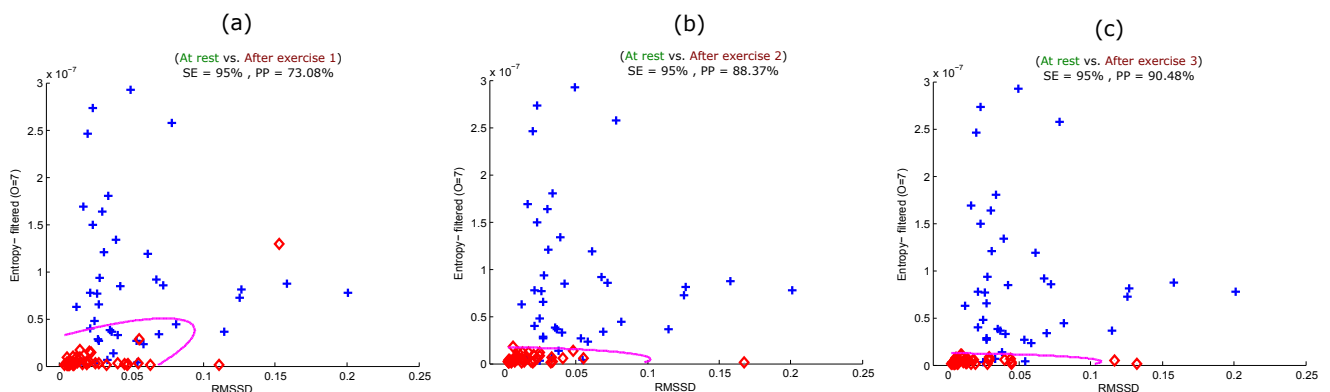 (a)
(At rest vs. After exercise 1)
SE = 95% , PP = 73.08%
x 10⁻⁷
3
2.5
2
1.5
1
0.5
0
Entropy- filtered (O=7)
0
0.05
0.1
0.15
0.2
0.25
RMSSD
(b)
(At rest vs. After exercise 2)
SE = 95% , PP = 88.37%
x 10⁻⁷
3
2.5
2
1.5
1
0.5
0
Entropy- filtered (O=7)
0
0.05
0.1
0.15
0.2
0.25
RMSSD
(c)
(At rest vs. After exercise 3)
SE = 95% , PP = 90.48%
x 10⁻⁷
3
2.5
2
1.5
1
0.5
0
Entropy- filtered (O=7)
0
0.05
0.1
0.15
0.2
0.25
RMSSD